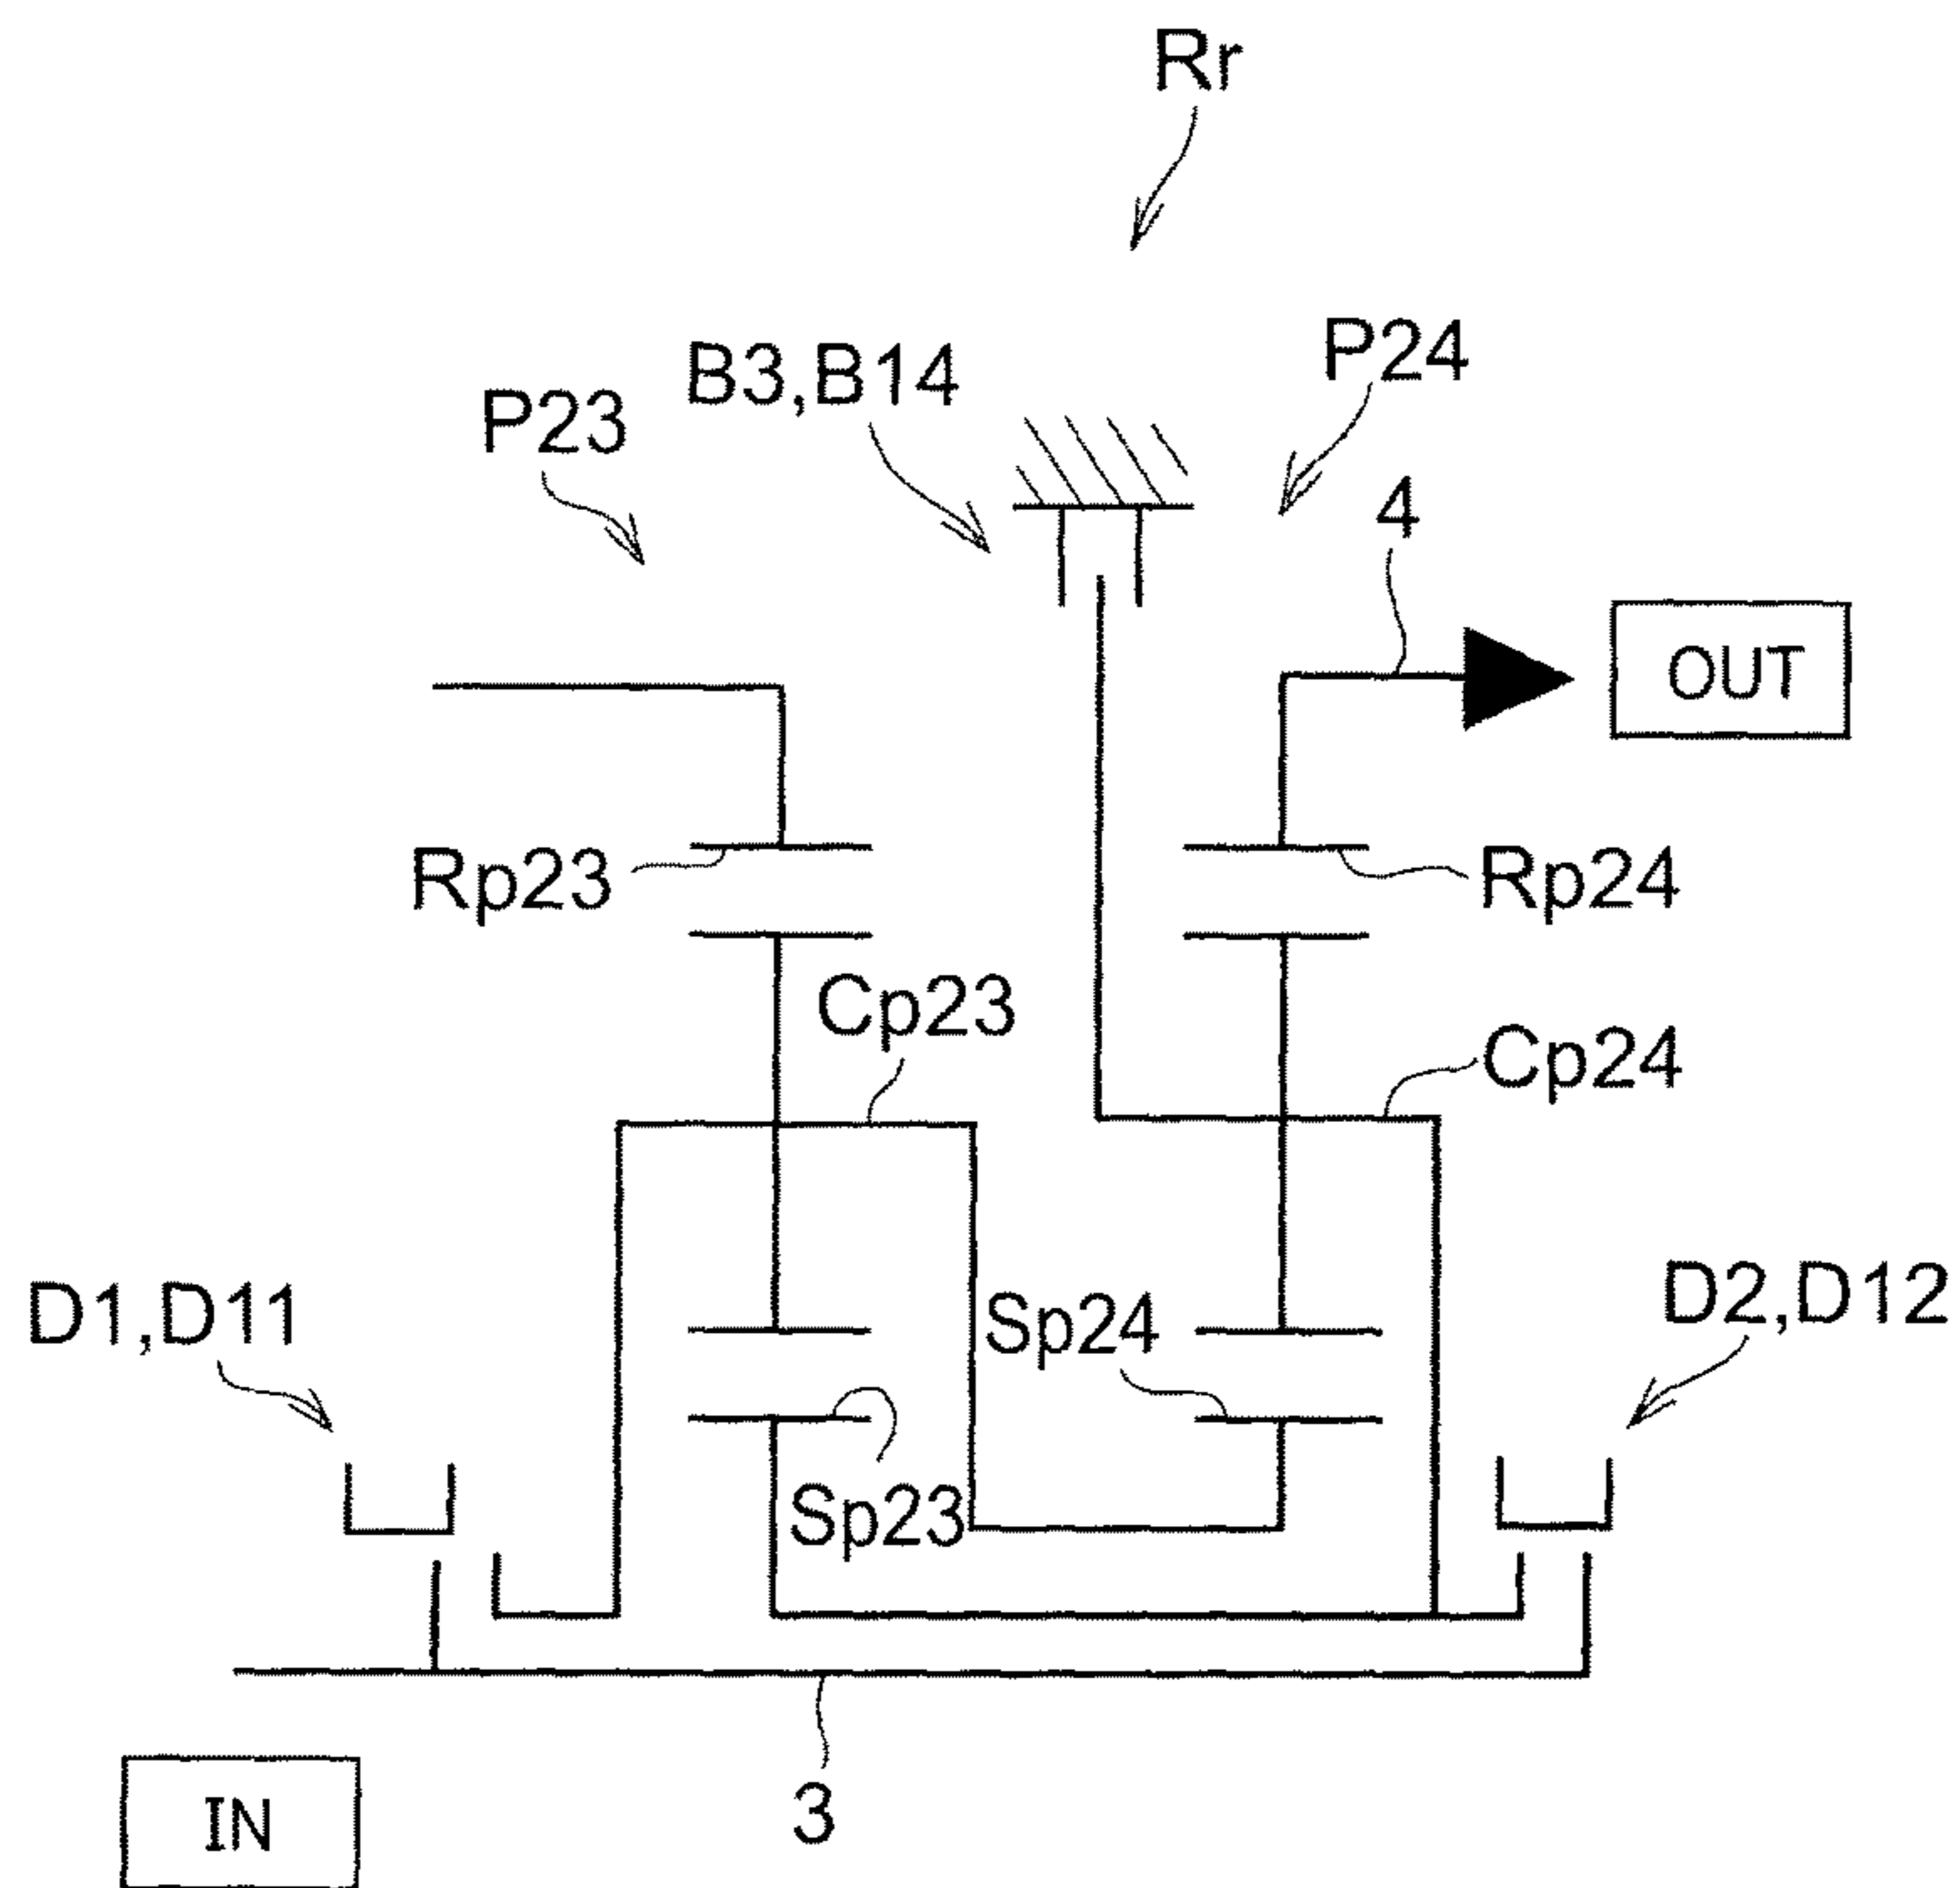 Rr
P24
B3,B14
P23
4
OUT
Rp23
Rp24
Cp23
Cp24
D1,D11
Sp24
D2,D12
Sp23
3
IN